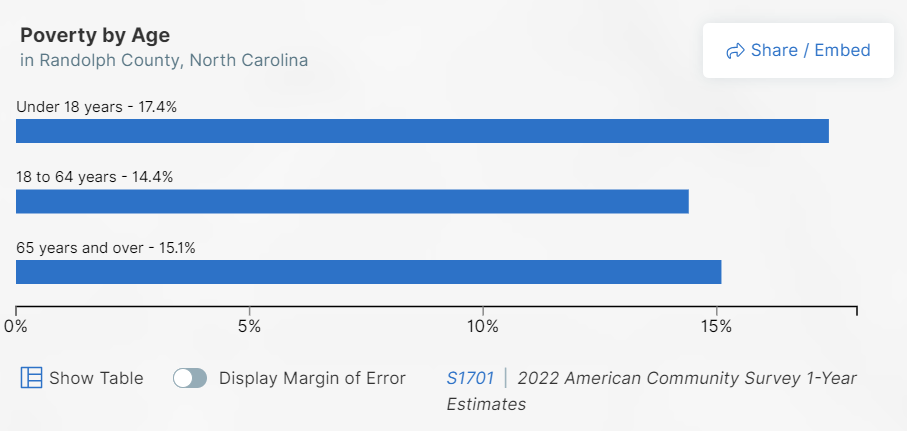 Poverty by Age
in Randolph County, North Carolina
Share / Embed
Under 18 years - 17.4%
18 to 64 years - 14.4%
65 years and over - 15.1%
0% 5% 10% 15%
Show Table Display Margin of Error S1701 | 2022 American Community Survey 1-Year
Estimates